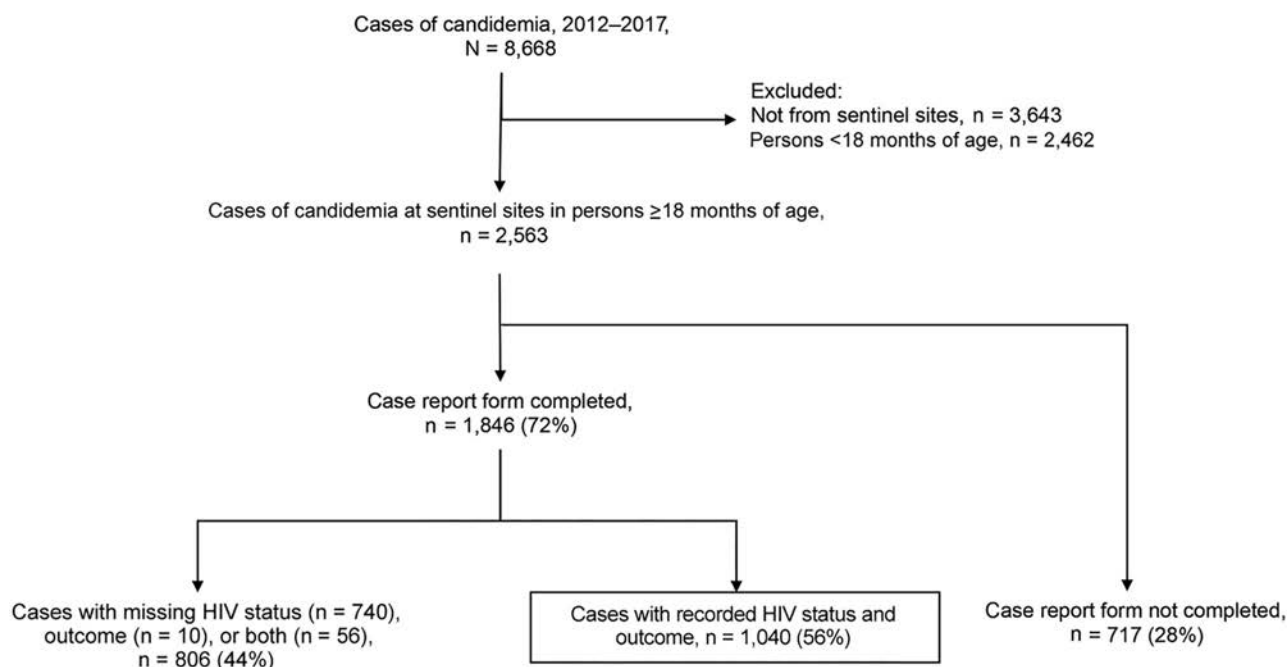 Cases of candidemia, 2012–2017,
N = 8,668
Excluded:
Not from sentinel sites, n = 3,643
Persons <18 months of age, n = 2,462
Cases of candidemia at sentinel sites in persons ≥18 months of age,
n = 2,563
Case report form completed,
n = 1,846 (72%)
Cases with missing HIV status (n = 740),
outcome (n = 10), or both (n = 56),
n = 806 (44%)
Cases with recorded HIV status and
outcome, n = 1,040 (56%)
Case report form not completed,
n = 717 (28%)